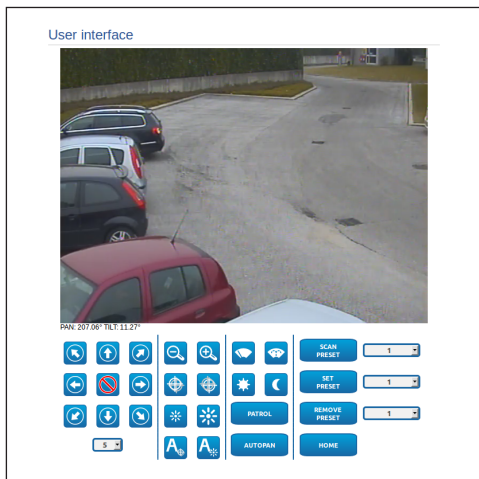 User interface
PAN: 207.06° TILT: 11.27°
SCAN
PRESET
1
SET
PRESET
1
REMOVE
PRESET
1
PATROL
A
A
AUTOPAN
HOME
5